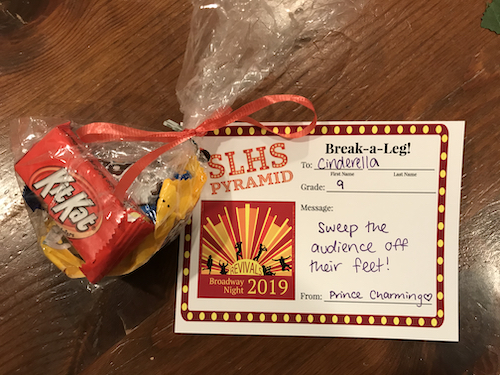 KitKat
SLHS
PYRAMID
REVIVALS
Broadway
Night 2019
Break-a-Leg!
To: Cinderella
First Name Last Name
Grade: 9
Message:
Sweep the
audience off
their feet!
From: Prince Charming♡